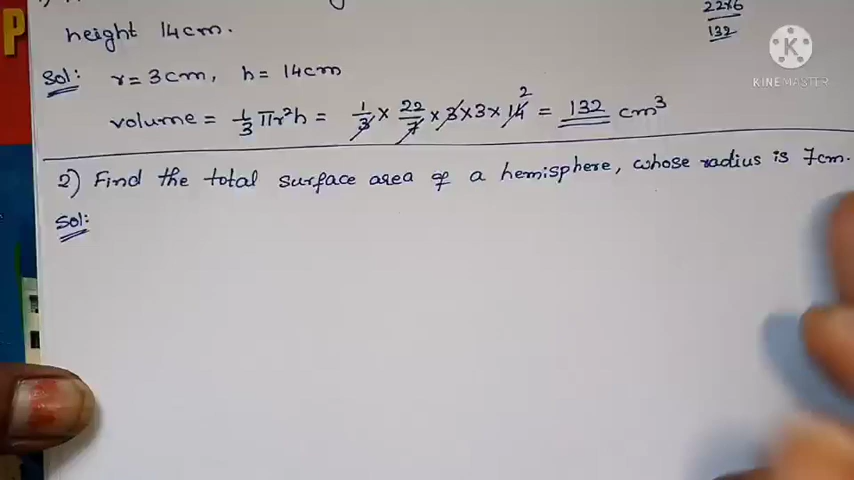 P
22×6
132
height 14cm.
Sol:
r = 3cm, h = 14cm
volume = 1/3 πr²h = 1/3 × 22/7 × 3 × 3 × 14 2 = 132 cm³
K
KINEMASTER
2) Find the total surface area of a hemisphere, whose radius is 7cm.
Sol: